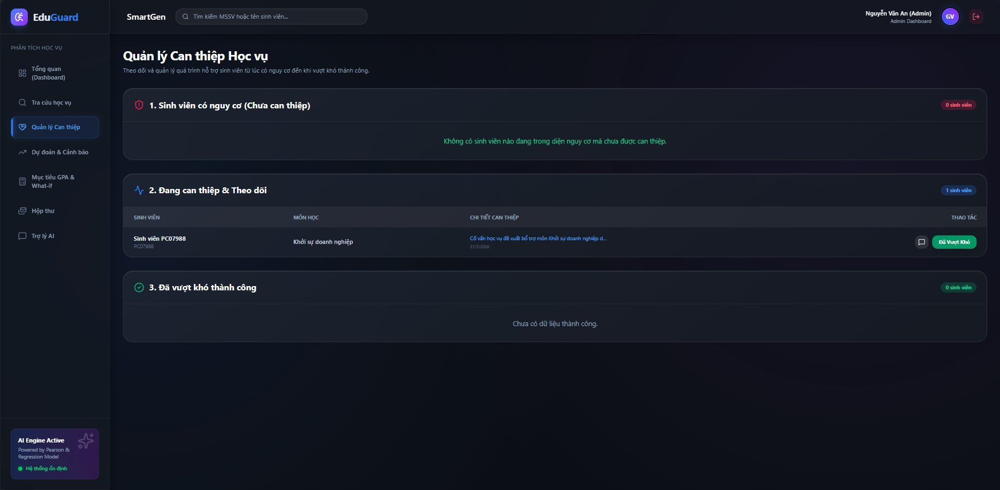 EduGuard
SmartGen
Tìm kiếm MSSV hoặc tên sinh viên...
Nguyễn Văn An (Admin)
Admin Dashboard
GV
PHÂN TÍCH HỌC VỤ
Tổng quan
(Dashboard)
Tra cứu học vụ
Quản lý Can thiệp
Dự đoán & Cảnh báo
Mục tiêu GPA &
What-if
Hộp thư
Trợ lý AI
AI Engine Active
Powered by Pearson &
Regression Model
Hệ thống ổn định
Quản lý Can thiệp Học vụ
Theo dõi và quản lý quá trình hỗ trợ sinh viên từ lúc có nguy cơ đến khi vượt khó thành công.
1. Sinh viên có nguy cơ (Chưa can thiệp)
0 sinh viên
Không có sinh viên nào đang trong diện nguy cơ mà chưa được can thiệp.
2. Đang can thiệp & Theo dõi
1 sinh viên
SINH VIÊN MÔN HỌC CHI TIẾT CAN THIỆP THAO TÁC
Sinh viên PC07988
PC07988
Khởi sự doanh nghiệp
Cố vấn học vụ đề xuất bổ trợ môn Khởi sự doanh nghiệp d...
21/5/2026
Đã Vượt Khó
3. Đã vượt khó thành công
0 sinh viên
Chưa có dữ liệu thành công.